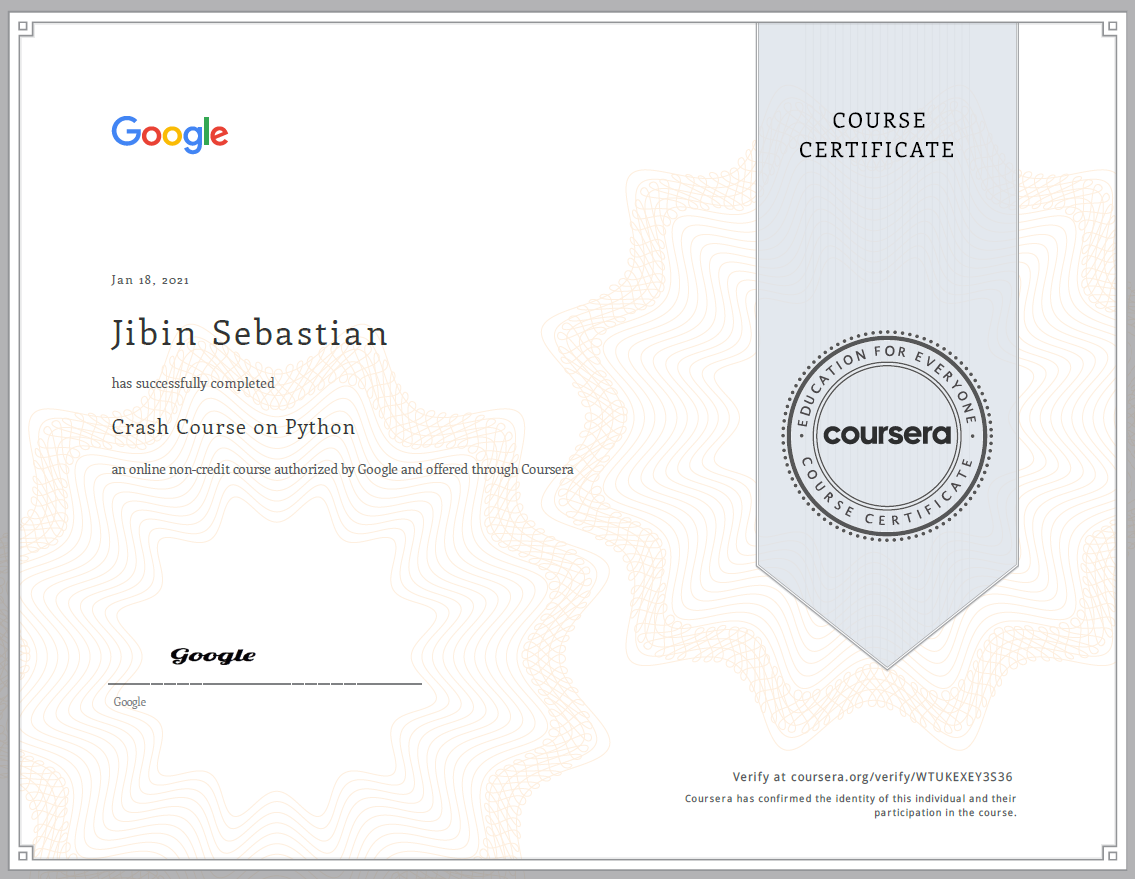 Google
COURSE
CERTIFICATE
Jan 18, 2021
Jibin Sebastian
has successfully completed
Crash Course on Python
an online non-credit course authorized by Google and offered through Coursera
EDUCATION FOR EVERYONE
coursera
COURSE CERTIFICATE
Google
Google
Verify at coursera.org/verify/WTUKEXEY3S36
Coursera has confirmed the identity of this individual and their
participation in the course.